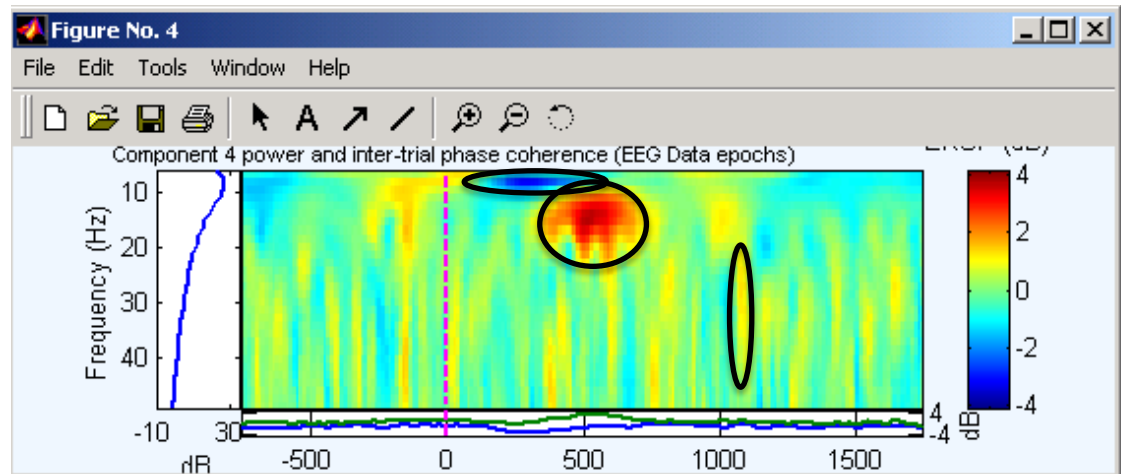 Figure No. 4
File Edit Tools Window Help
Component 4 power and inter-trial phase coherence (EEG Data epochs)
4
2
0
-2
-4
Frequency (Hz)
10
20
30
40
4
-4
dB
-10 30
dB
-500 0 500 1000 1500